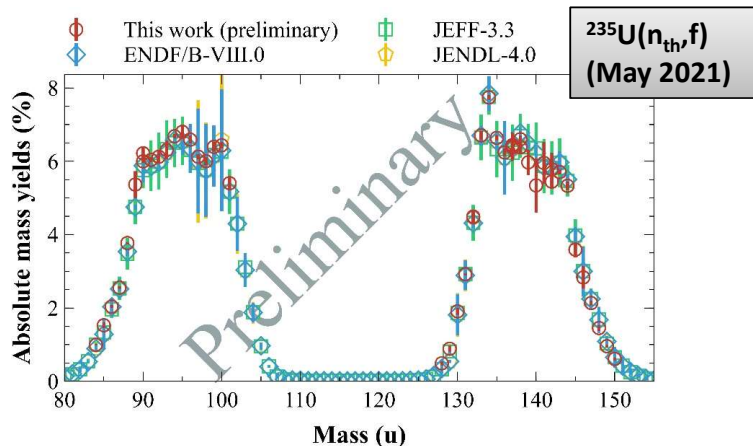 This work (preliminary)
ENDF/B-VIII.0
JEFF-3.3
JENDL-4.0
²³⁵U(nₜₕ,f)
(May 2021)
Absolute mass yields (%)
8
6
4
2
0
Preliminary
80 90 100 110 120 130 140 150
Mass (u)